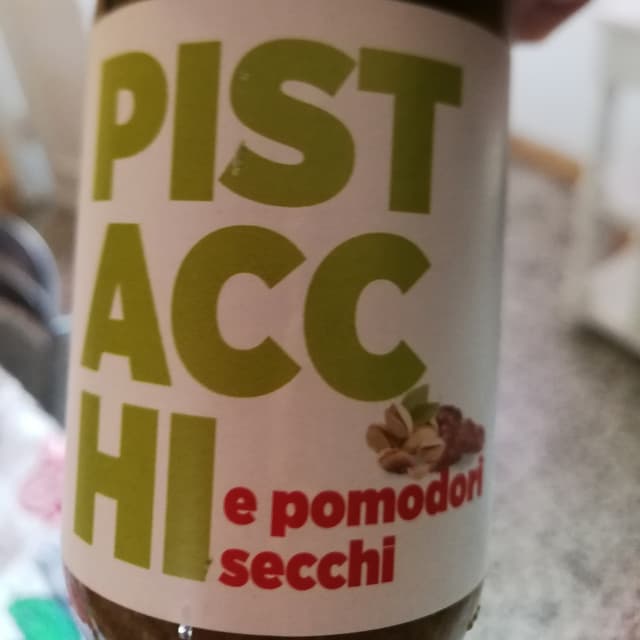 PIST
ACC
HI
e pomodori
secchi